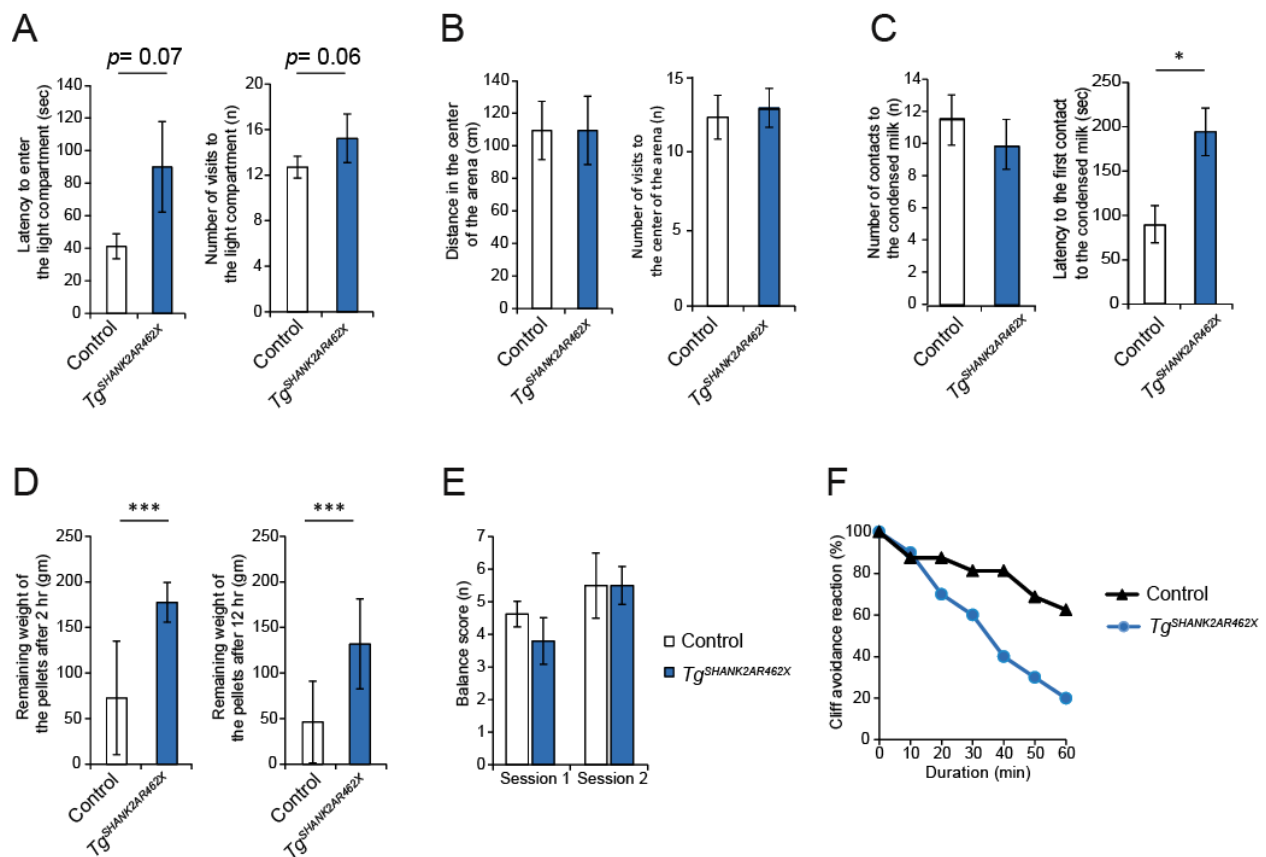 A
p= 0.07
Latency to enter
the light compartment (sec)
140
120
100
80
60
40
20
0
Control
TgSHANK2AR462X
p= 0.06
Number of visits to
the light compartment (n)
20
16
12
8
4
0
Control
TgSHANK2AR462X
B
Distance in the center
of the arena (cm)
160
140
120
100
80
60
40
20
0
Control
TgSHANK2AR462X
Number of visits to
the center of the arena (n)
15
10
5
0
Control
TgSHANK2AR462X
C
Number of contacts to
the condensed milk (n)
14
12
10
8
6
4
2
0
Control
TgSHANK2AR462X
*
Latency to the first contact
to the condensed milk (sec)
250
200
150
100
50
0
Control
TgSHANK2AR462X
D
***
Remaining weight of
the pellets after 2 hr (gm)
250
200
150
100
50
0
Control
TgSHANK2AR462X
***
Remaining weight of
the pellets after 12 hr (gm)
250
200
150
100
50
0
Control
TgSHANK2AR462X
E
Balance score (n)
7
6
5
4
3
2
1
0
Session 1 Session 2
Control
TgSHANK2AR462X
F
Cliff avoidance reaction (%)
100
80
60
40
20
0
0 10 20 30 40 50 60
Duration (min)
Control
TgSHANK2AR462X